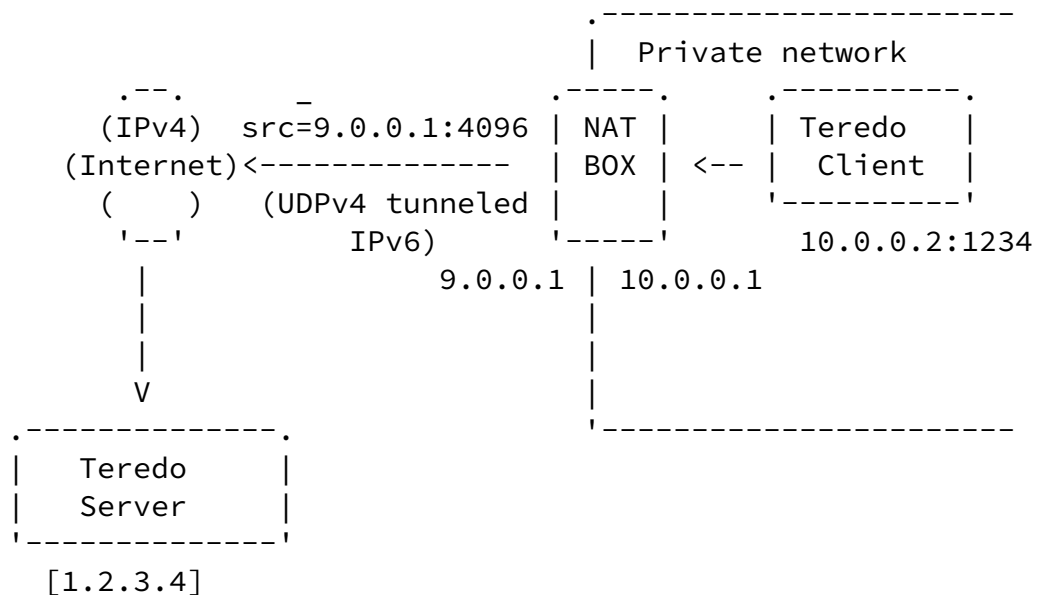 .-----------------------
|  Private network
.--.      _              .-----.     .----------.
(IPv4)  src=9.0.0.1:4096 | NAT |     | Teredo   |
(Internet)<-------------- | BOX | <-- |  Client  |
(    )  (UDPv4 tunneled |     |     '----------'
'--'         IPv6)      '-----'       10.0.0.2:1234
|                9.0.0.1 | 10.0.0.1
|                        |
|                        |
V                        |
.--------------.                '-----------------------
|   Teredo     |
|   Server     |
'--------------'
[1.2.3.4]